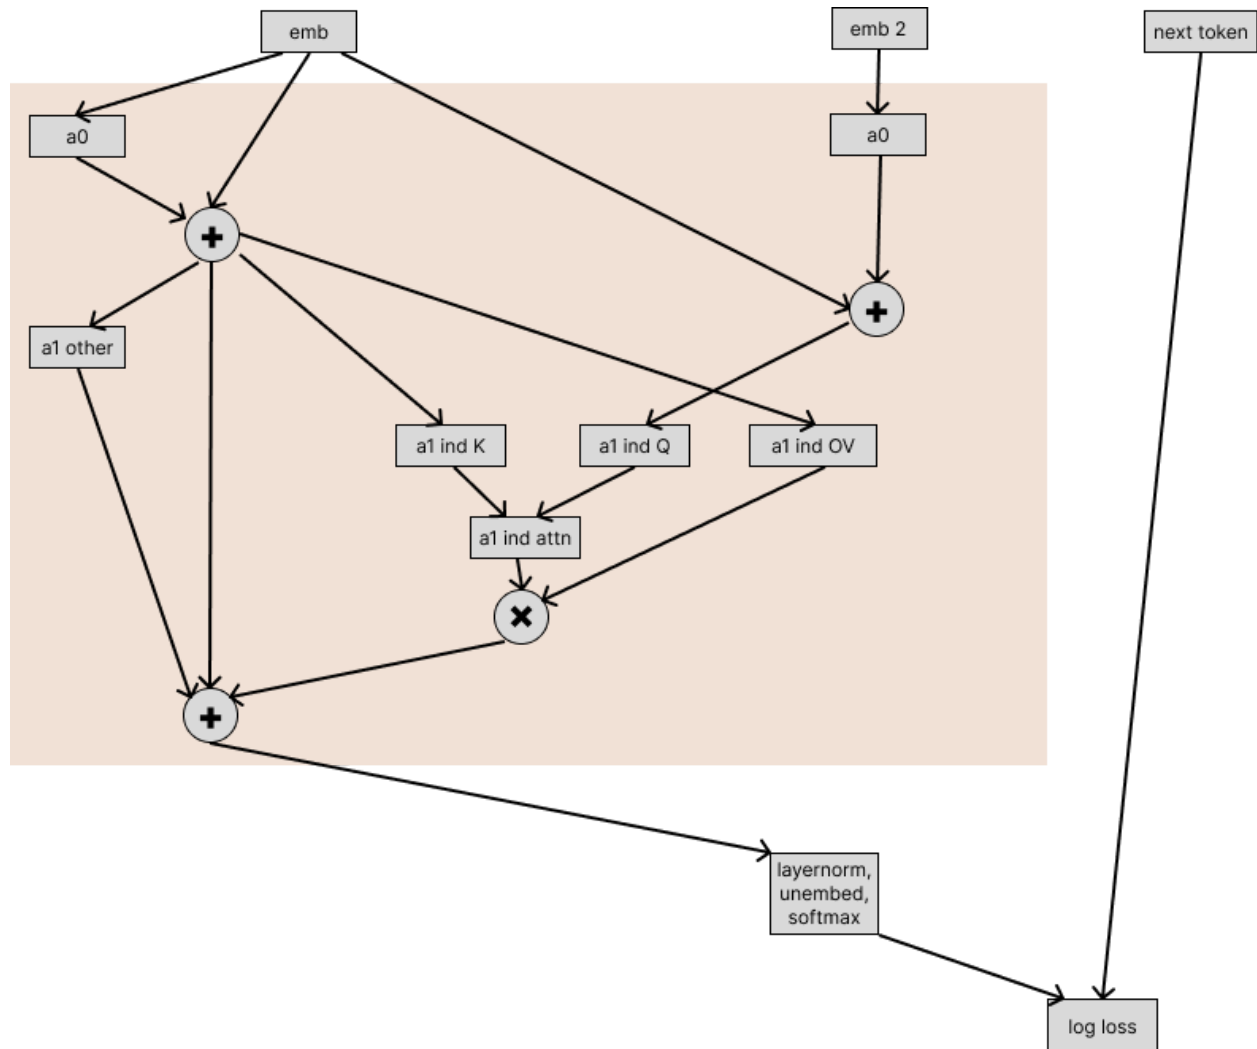 emb
emb 2
next token
a0
a0
+
+
a1 other
a1 ind K
a1 ind Q
a1 ind OV
a1 ind attn
×
+
layernorm,
unembed,
softmax
log loss